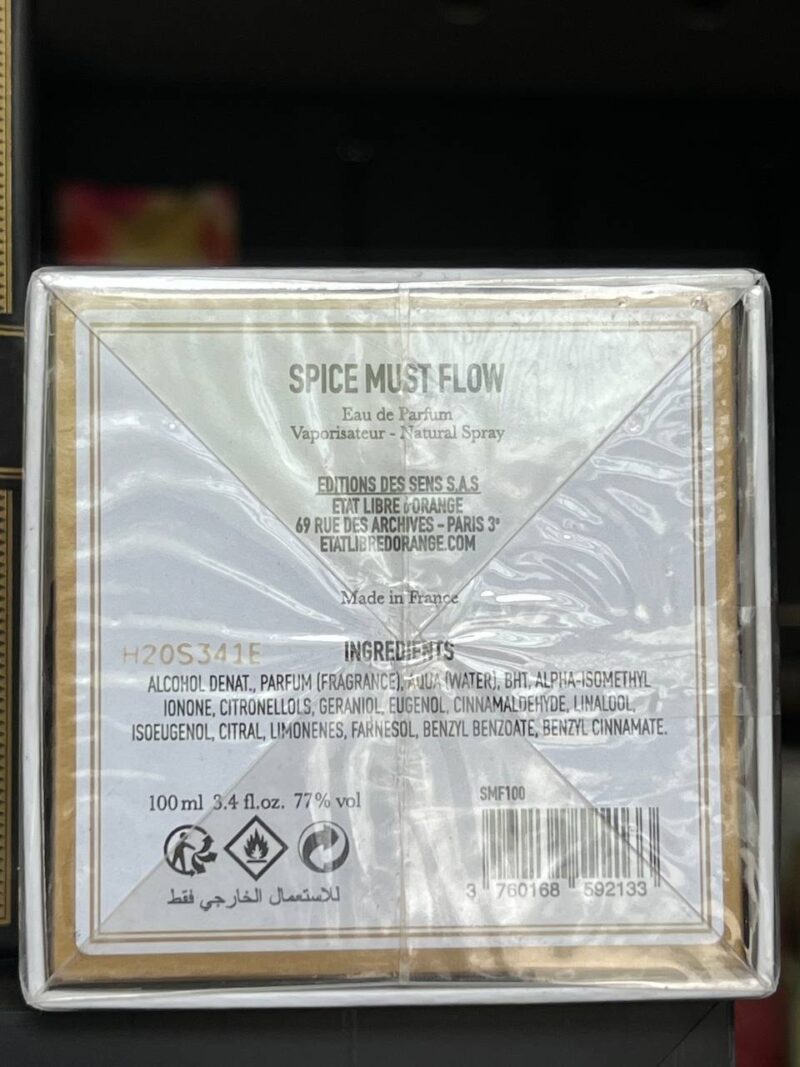 SPICE MUST FLOW
Eau de Parfum
Vaporisateur - Natural Spray
EDITIONS DES SENS S.A.S
ETAT LIBRE d'ORANGE
69 RUE DES ARCHIVES - PARIS 3e
ETATLIBREDORANGE.COM
Made in France
H20S341E
INGREDIENTS
ALCOHOL DENAT., PARFUM (FRAGRANCE), AQUA (WATER), BHT, ALPHA-ISOMETHYL
IONONE, CITRONELLOLS, GERANIOL, EUGENOL, CINNAMALDEHYDE, LINALOOL,
ISOEUGENOL, CITRAL, LIMONENES, FARNESOL, BENZYL BENZOATE, BENZYL CINNAMATE.
100 ml 3.4 fl.oz. 77% vol
SMF100
للاستعمال الخارجي فقط
3 760168 592133